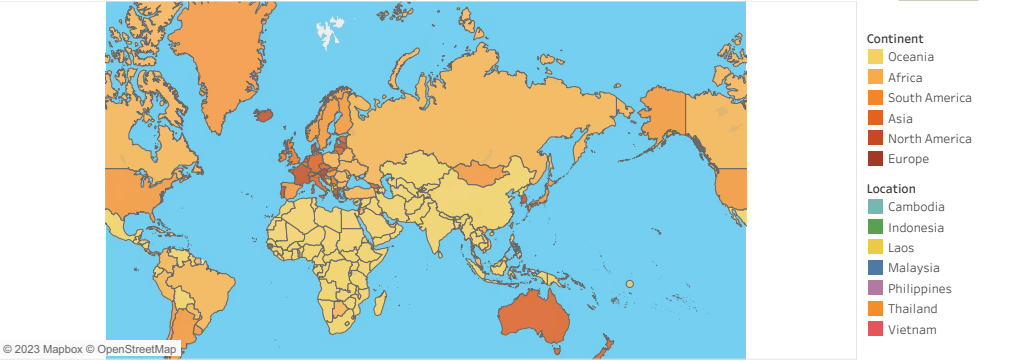 Continent
Oceania
Africa
South America
Asia
North America
Europe
Location
Cambodia
Indonesia
Laos
Malaysia
Philippines
Thailand
Vietnam
© 2023 Mapbox © OpenStreetMap